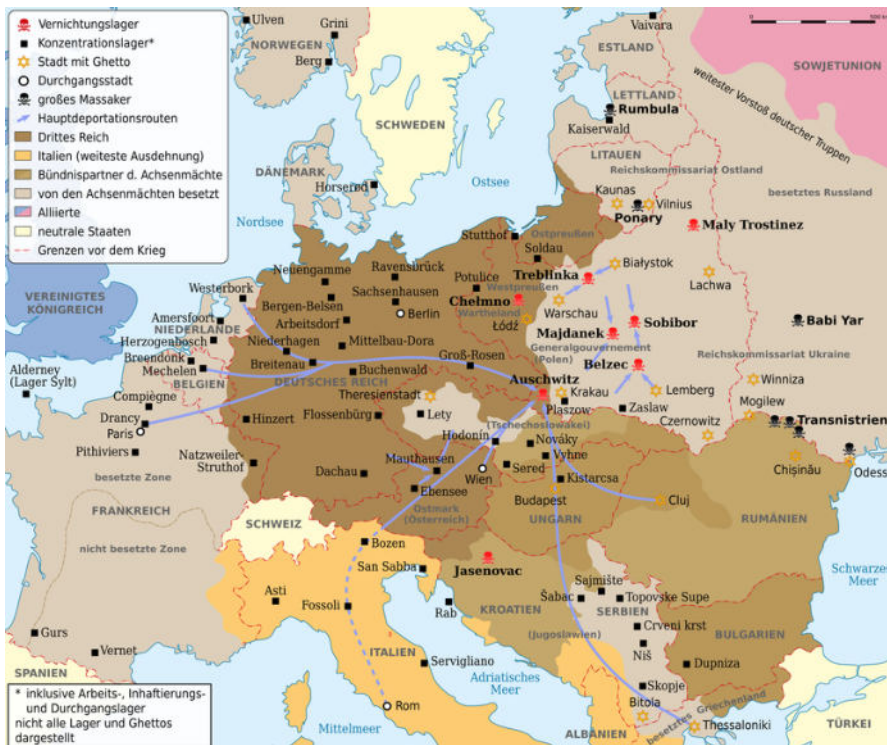 Vernichtungslager
Konzentrationslager*
Stadt mit Ghetto
Durchgangsstadt
großes Massaker
Hauptdeportationsrouten
Drittes Reich
Italien (weiteste Ausdehnung)
Bündnispartner d. Achsenmächte
von den Achsenmächten besetzt
Alliierte
neutrale Staaten
Grenzen vor dem Krieg
Ulven
Grini
NORWEGEN
Berg
SCHWEDEN
Vaivara
ESTLAND
SOWJETUNION
weitester Vorstoß deutscher Truppen
LETTLAND
Rumbula
Kaiserwald
LITAUEN
Reichskommissariat Ostland
besetztes Russland
DÄNEMARK
Horserød
Ostsee
Nordsee
Kaunas
Vilnius
Ponary
Maly Trostinez
Stutthof
Ostpreußen
Soldau
Treblinka
Białystok
Lachwa
Neuengamme
Ravensbrück
Potulice
Westpreußen
Westerbork
Sachsenhausen
Chelmno
Warschau
VEREINIGTES
KÖNIGREICH
Bergen-Belsen
Berlin
Wartheland
Łódź
Amersfoort
NIEDERLANDE
Arbeitsdorf
Sobibor
Babi Yar
Herzogenbosch
Niederhagen
Mittelbau-Dora
Majdanek
Generalgouvernement
(Polen)
Reichskommissariat Ukraine
Breendonk
Mechelen
BELGIEN
Breitenau
Groß-Rosen
Belzec
Alderney
(Lager Sylt)
DEUTSCHES REICH
Buchenwald
Auschwitz
Winniza
Compiègne
Theresienstadt
Krakau
Lemberg
Mogilew
Drancy
Paris
Hinzert
Flossenbürg
Lety
Plaszow
Zaslaw
Czernowitz
Transnistrien
(Tschechoslowakei)
Pithiviers
Natzweiler-
Struthof
Hodonín
Nováky
Vyhne
Chișinău
Odess
besetzte Zone
Mauthausen
Dachau
Wien
Sered
Kistarcsa
Ebensee
Budapest
Cluj
FRANKREICH
Ostmark
(Österreich)
UNGARN
RUMÄNIEN
SCHWEIZ
nicht besetzte Zone
Bozen
San Sabba
Jasenovac
Schwarzes
Meer
Asti
Fossoli
Rab
KROATIEN
Sajmište
Šabac
Topovske Supe
SERBIEN
Crveni krst
(Jugoslawien)
BULGARIEN
Niš
Gurs
Vernet
ITALIEN
Servigliano
Adriatisches
Meer
Dupniza
SPANIEN
Skopje
Bitola
besetztes Griechenland
Rom
Mittelmeer
ALBANIEN
Thessaloniki
TÜRKEI
* inklusive Arbeits-, Inhaftierungs-
und Durchgangslager
nicht alle Lager und Ghettos
dargestellt